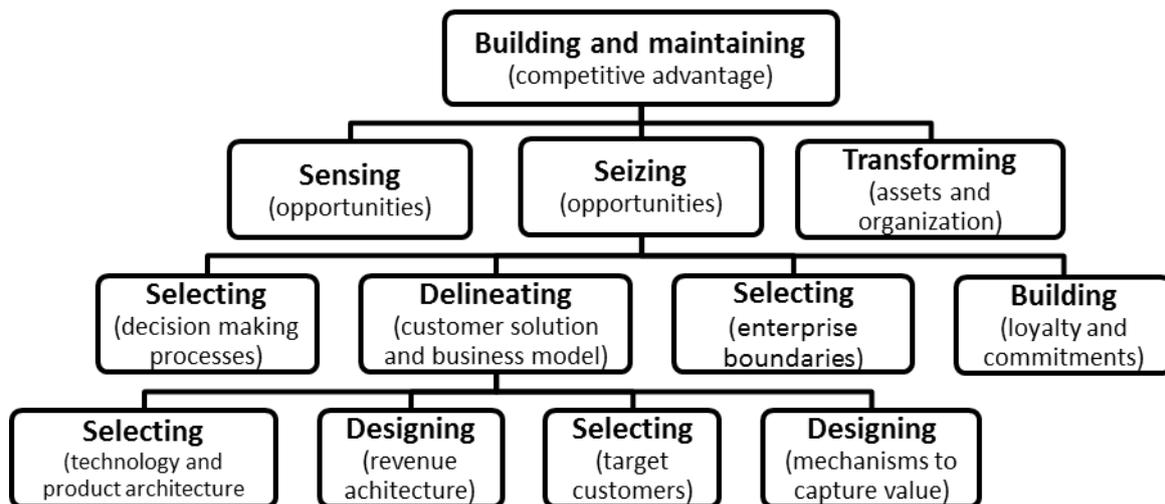 Building and maintaining
(competitive advantage)
Sensing
(opportunities)
Seizing
(opportunities)
Transforming
(assets and
organization)
Selecting
(decision making
processes)
Delineating
(customer solution
and business model)
Selecting
(enterprise
boundaries)
Building
(loyalty and
commitments)
Selecting
(technology and
product architecture
Designing
(revenue
achitecture)
Selecting
(target
customers)
Designing
(mechanisms to
capture value)